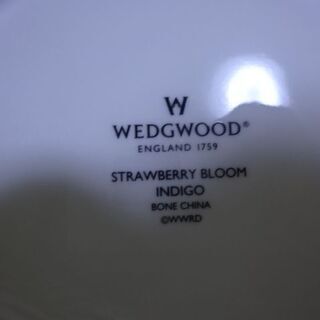 W
WEDGWOOD®
ENGLAND 1759
STRAWBERRY BLOOM
INDIGO
BONE CHINA
©WWRD